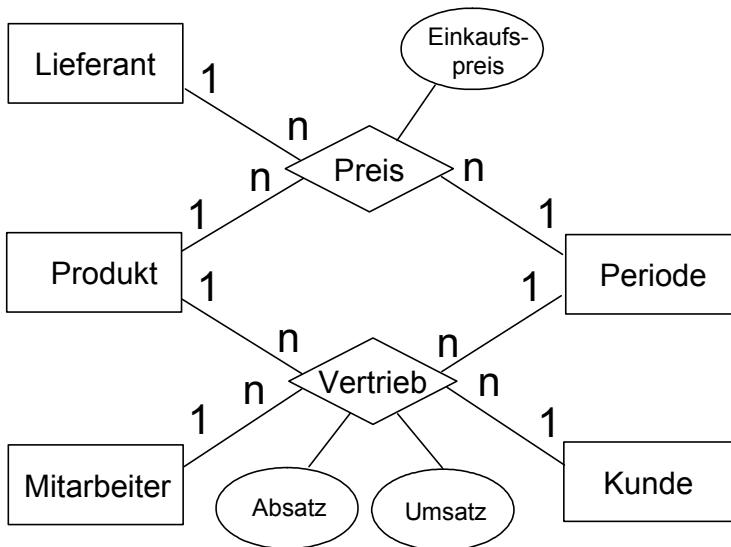 Lieferant
Einkaufs-
preis
1
n
Preis
n
n
1
1
Produkt
Periode
1
1
n
n
Vertrieb
n
n
1
1
Mitarbeiter
Absatz
Umsatz
Kunde